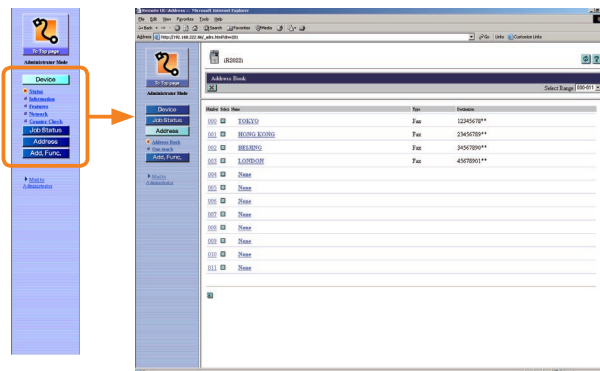 To Top page
Administrator Mode
Device
Status
Information
Features
Network
Counter Check
Job Status
Address
Add, Func.
Mail to
Administrator
Remote UI <Address> : Microsoft Internet Explorer
File Edit View Favorites Tools Help
Back Search Favorites Media
Address Go Links Customize Links
To Top page
Administrator Mode
Device
Job Status
Address
Address Book
One-touch
Add, Func.
Mail to
Administrator
iR2022i
Address Book
Select Range 000-011
Number Select Name Type Destination
000 TOKYO Fax 12345678**
001 HONG KONG Fax 23456789**
002 BEIJING Fax 34567890**
003 LONDON Fax 45678901**
004 None
005 None
006 None
007 None
008 None
009 None
010 None
011 None